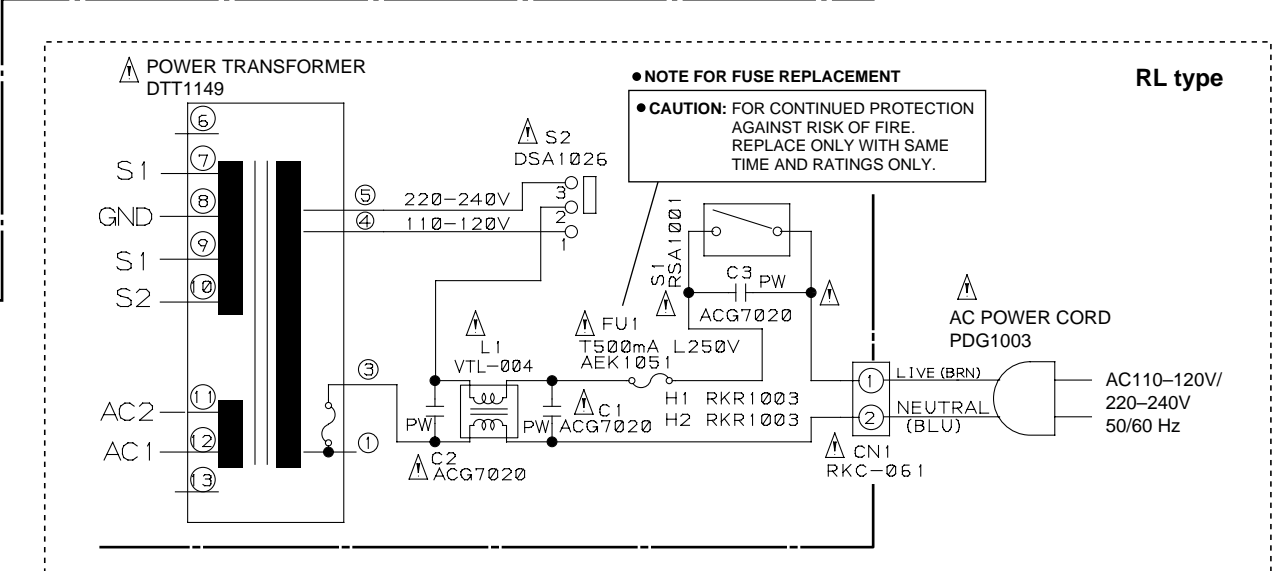 POWER TRANSFORMER
DTT1149
● NOTE FOR FUSE REPLACEMENT
RL type
● CAUTION: FOR CONTINUED PROTECTION
AGAINST RISK OF FIRE.
REPLACE ONLY WITH SAME
TIME AND RATINGS ONLY.
6
7
S1
8
GND
9
S1
10
S2
11
AC2
12
AC1
13
5
220-240V
4
110-120V
3
1
S2
DSA1026
3
2
1
S1
RSA1001
C3
PW
ACG7020
FU1
T500mA L250V
AEK1051
L1
VTL-004
PW
PW
C1
ACG7020
C2
ACG7020
H1 RKR1003
H2 RKR1003
1
LIVE (BRN)
2
NEUTRAL
(BLU)
CN1
RKC-061
AC POWER CORD
PDG1003
AC110–120V/
220–240V
50/60 Hz